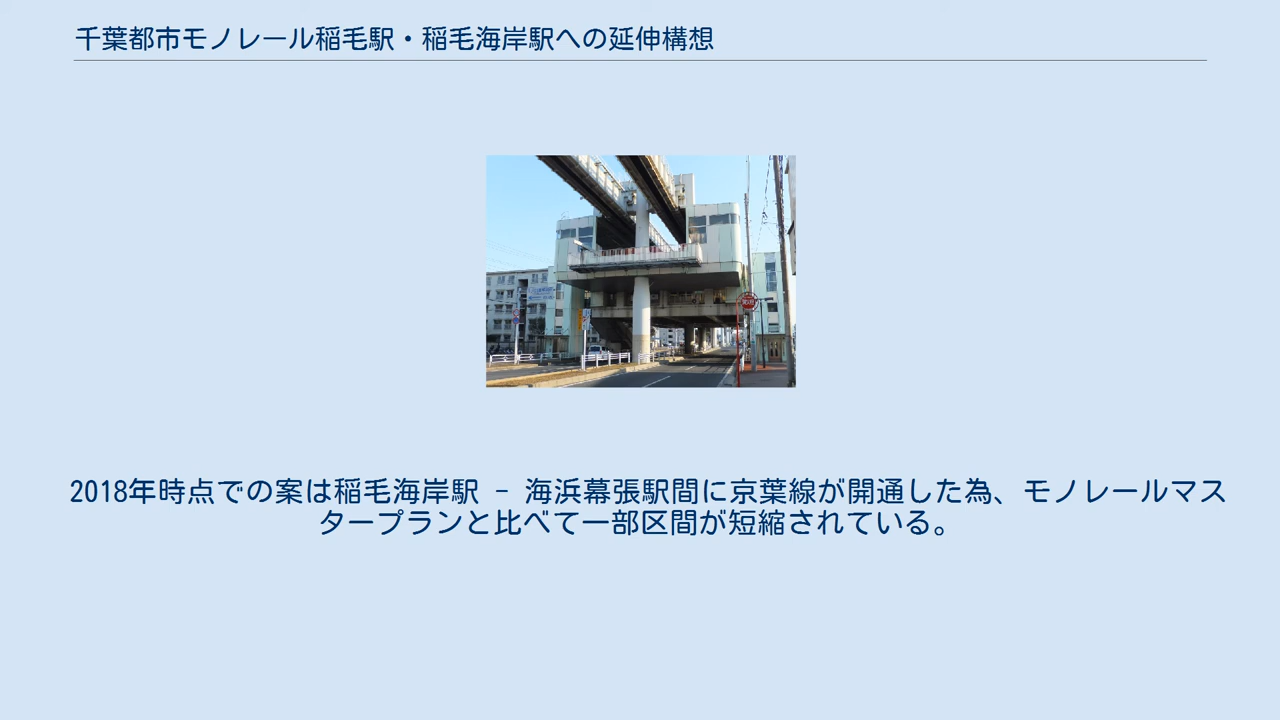 千葉都市モノレール稲毛駅・稲毛海岸駅への延伸構想
2018年時点での案は稲毛海岸駅 － 海浜幕張駅間に京葉線が開通した為、モノレールマス
タープランと比べて一部区間が短縮されている。